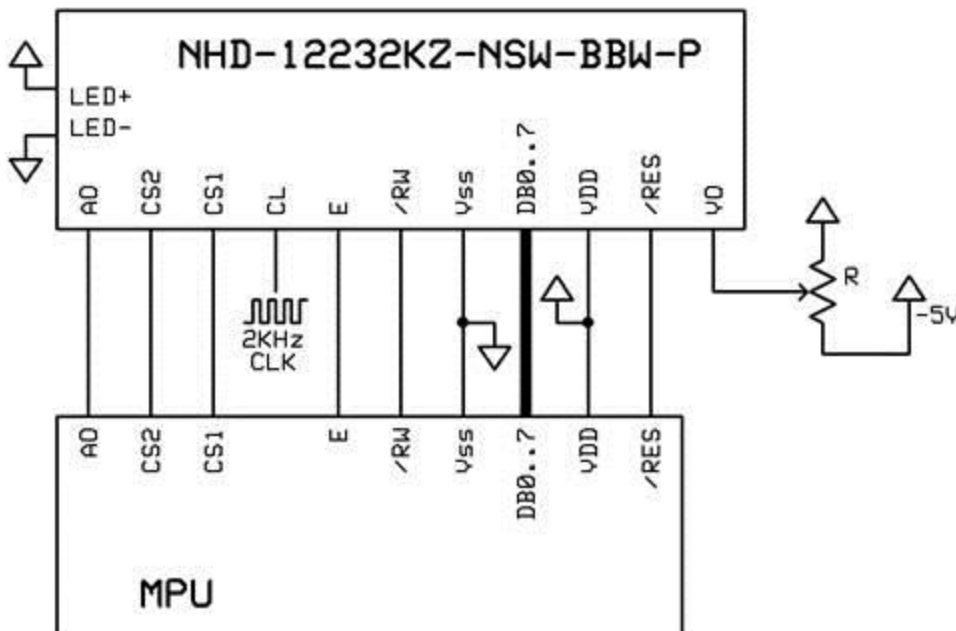 NHD-12232KZ-NSW-BBW-P
LED+
LED-
A0 CS2 CS1 CL E /RW Vss DB0..7 VDD /RES VO
R
-5V
2KHz
CLK
A0 CS2 CS1 E /RW Vss DB0..7 VDD /RES
MPU